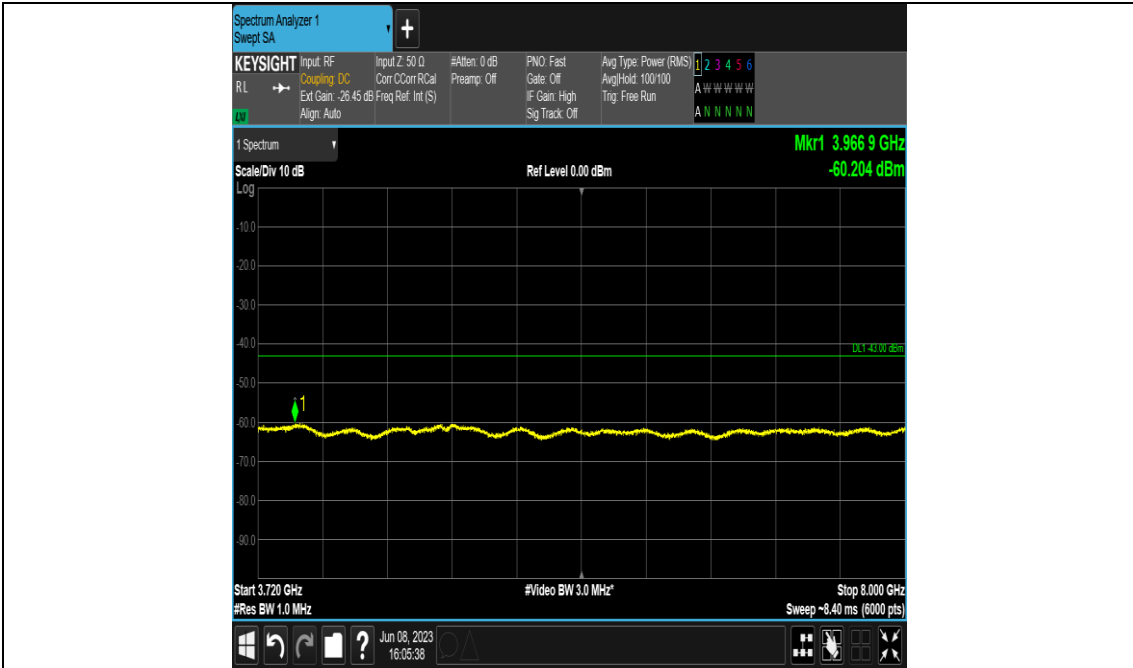 Spectrum Analyzer 1
Swept SA
+
KEYSIGHT
RL
LXI
Input: RF
Coupling: DC
Ext Gain: -26.45 dB
Align: Auto
Input Z: 50 Ω
Corr CCorr RCal
Freq Ref: Int (S)
#Atten: 0 dB
Preamp: Off
PNO: Fast
Gate: Off
IF Gain: High
Sig Track: Off
Avg Type: Power (RMS)
Avg|Hold: 100/100
Trig: Free Run
1 2 3 4 5 6
A W W W W W
A N N N N N
1 Spectrum
Mkr1 3.966 9 GHz
Scale/Div 10 dB
Ref Level 0.00 dBm
-60.204 dBm
Log
-10.0
-20.0
-30.0
-40.0
DL1 -43.00 dBm
-50.0
1
-60.0
-70.0
-80.0
-90.0
Start 3.720 GHz
#Video BW 3.0 MHz*
Stop 8.000 GHz
#Res BW 1.0 MHz
Sweep ~8.40 ms (6000 pts)
?
Jun 08, 2023
16:05:38